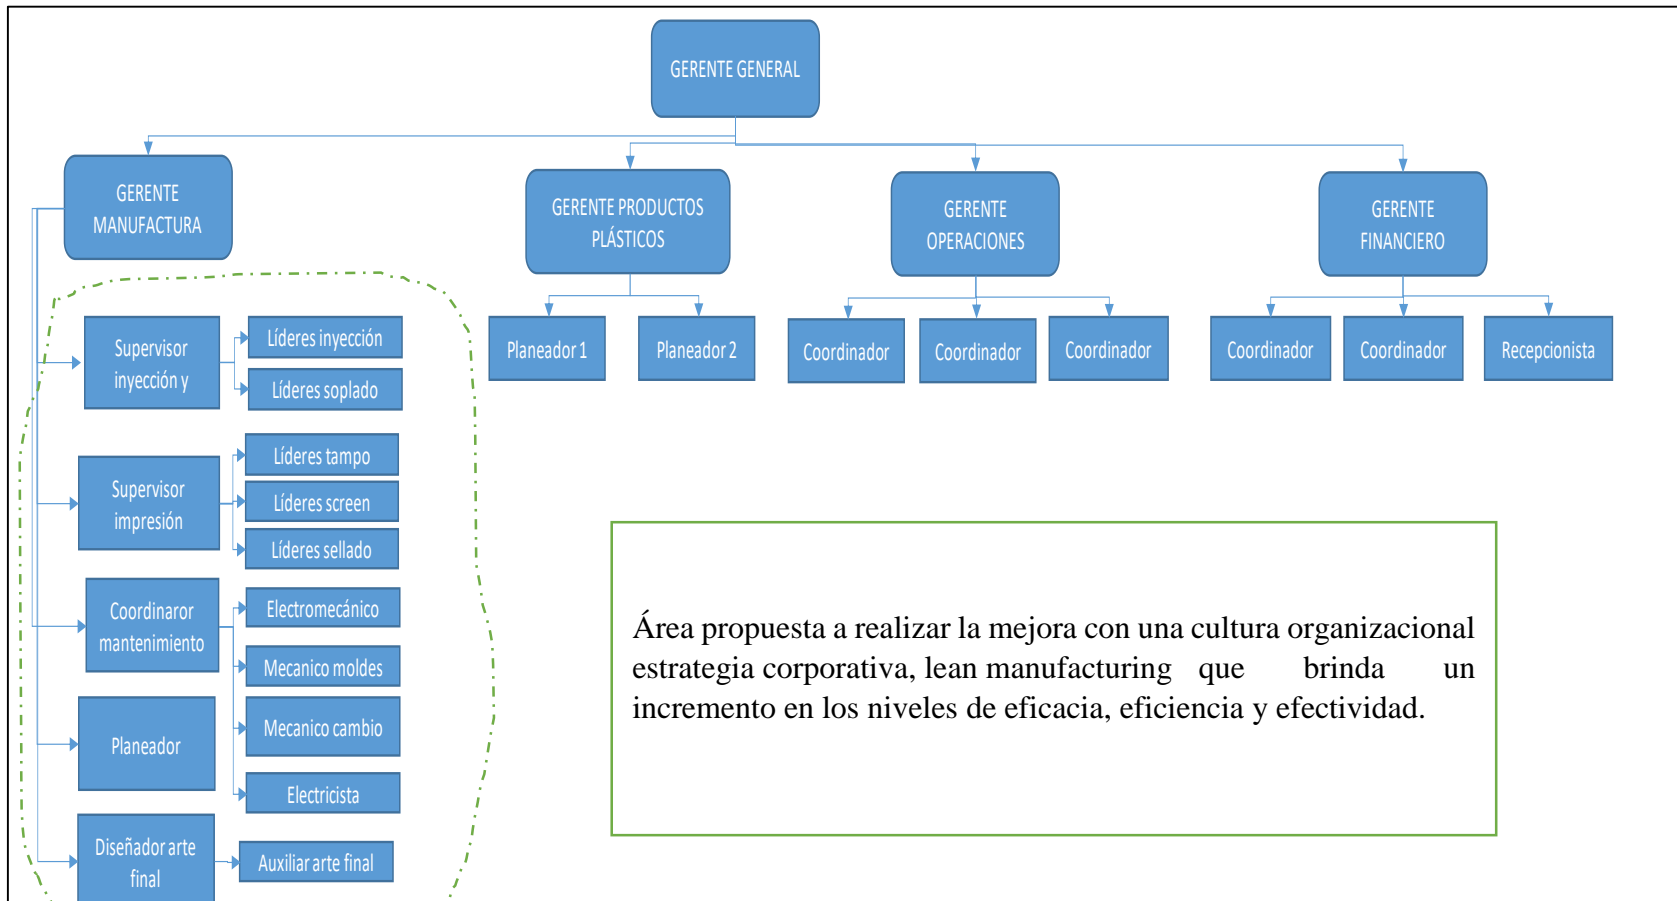 GERENTE GENERAL
GERENTE
MANUFACTURA
GERENTE PRODUCTOS
PLÁSTICOS
GERENTE
OPERACIONES
GERENTE
FINANCIERO
Planeador 1
Planeador 2
Coordinador
Coordinador
Coordinador
Coordinador
Coordinador
Recepcionista
Supervisor
inyección y
Líderes inyección
Líderes soplado
Supervisor
impresión
Líderes tampo
Líderes screen
Líderes sellado
Coordinaror
mantenimiento
Electromecánico
Mecanico moldes
Mecanico cambio
Electricista
Planeador
Diseñador arte
final
Auxiliar arte final
Área propuesta a realizar la mejora con una cultura organizacional
estrategia corporativa, lean manufacturing que brinda un
incremento en los niveles de eficacia, eficiencia y efectividad.